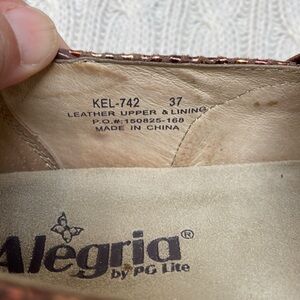 KEL-742 37
LEATHER UPPER & LINING
P.O.#:150825-168
MADE IN CHINA
Alegria®
by PG Lite